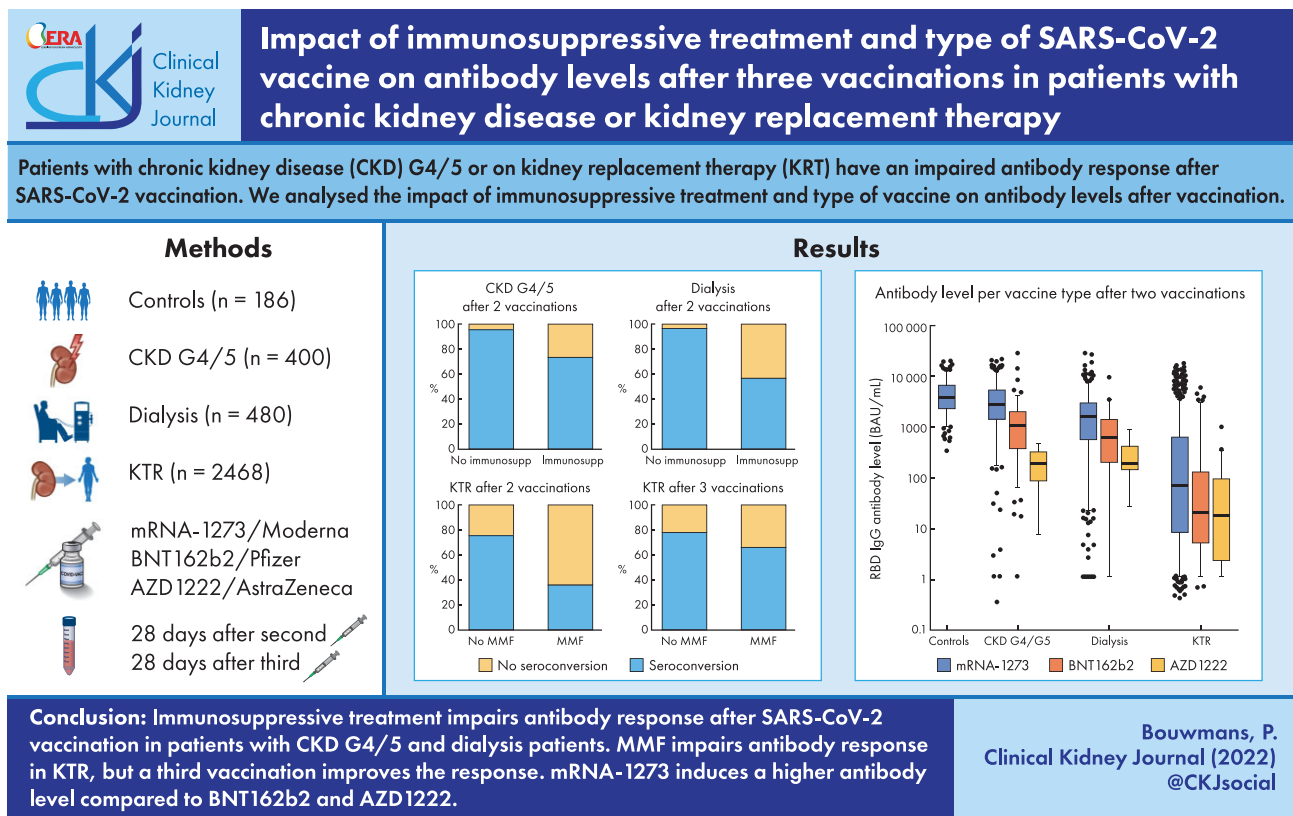 ERA
CKJ
Clinical
Kidney
Journal
Impact of immunosuppressive treatment and type of SARS-CoV-2
vaccine on antibody levels after three vaccinations in patients with
chronic kidney disease or kidney replacement therapy
Patients with chronic kidney disease (CKD) G4/5 or on kidney replacement therapy (KRT) have an impaired antibody response after
SARS-CoV-2 vaccination. We analysed the impact of immunosuppressive treatment and type of vaccine on antibody levels after vaccination.
Methods
Controls (n = 186)
CKD G4/5 (n = 400)
Dialysis (n = 480)
KTR (n = 2468)
mRNA-1273/Moderna
BNT162b2/Pfizer
AZD1222/AstraZeneca
28 days after second
28 days after third
Results
CKD G4/5
after 2 vaccinations
100
80
60
40
20
0
%
No immunosupp Immunosupp
Dialysis
after 2 vaccinations
100
80
60
40
20
0
%
No immunosupp Immunosupp
KTR after 2 vaccinations
100
80
60
40
20
0
%
No MMF MMF
KTR after 3 vaccinations
100
80
60
40
20
0
%
No MMF MMF
No seroconversion Seroconversion
Antibody level per vaccine type after two vaccinations
RBD IgG antibody level (BAU/mL)
100 000
10 000
1000
100
10
1
0.1
Controls CKD G4/G5 Dialysis KTR
mRNA-1273 BNT162b2 AZD1222
Conclusion: Immunosuppressive treatment impairs antibody response after SARS-CoV-2
vaccination in patients with CKD G4/5 and dialysis patients. MMF impairs antibody response
in KTR, but a third vaccination improves the response. mRNA-1273 induces a higher antibody
level compared to BNT162b2 and AZD1222.
Bouwmans, P.
Clinical Kidney Journal (2022)
@CKJsocial